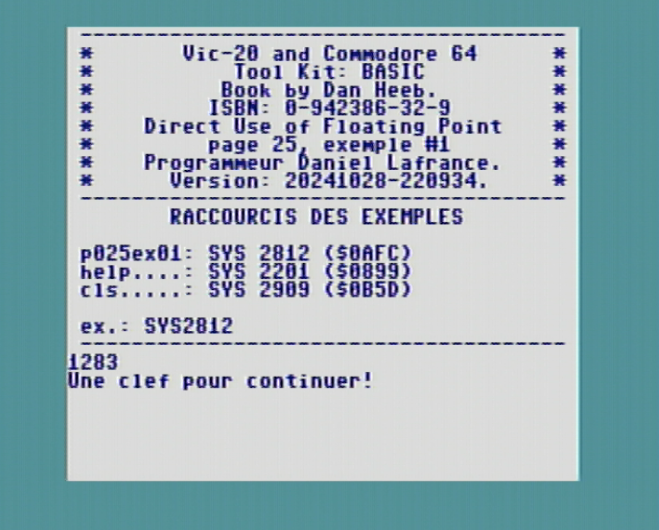 ------------------------------------------
* Vic-20 and Commodore 64 *
* Tool Kit: BASIC *
* Book by Dan Heeb. *
* ISBN: 0-942386-32-9 *
* Direct Use of Floating Point *
* page 25, exemple #1 *
* Programmeur Daniel Lafrance. *
* Version: 20241028-220934. *
------------------------------------------
RACCOURCIS DES EXEMPLES
p025ex01: SYS 2812 ($0AFC)
help....: SYS 2201 ($0899)
cls.....: SYS 2909 ($0B5D)
ex.: SYS2812
------------------------------------------
1283
Une clef pour continuer!